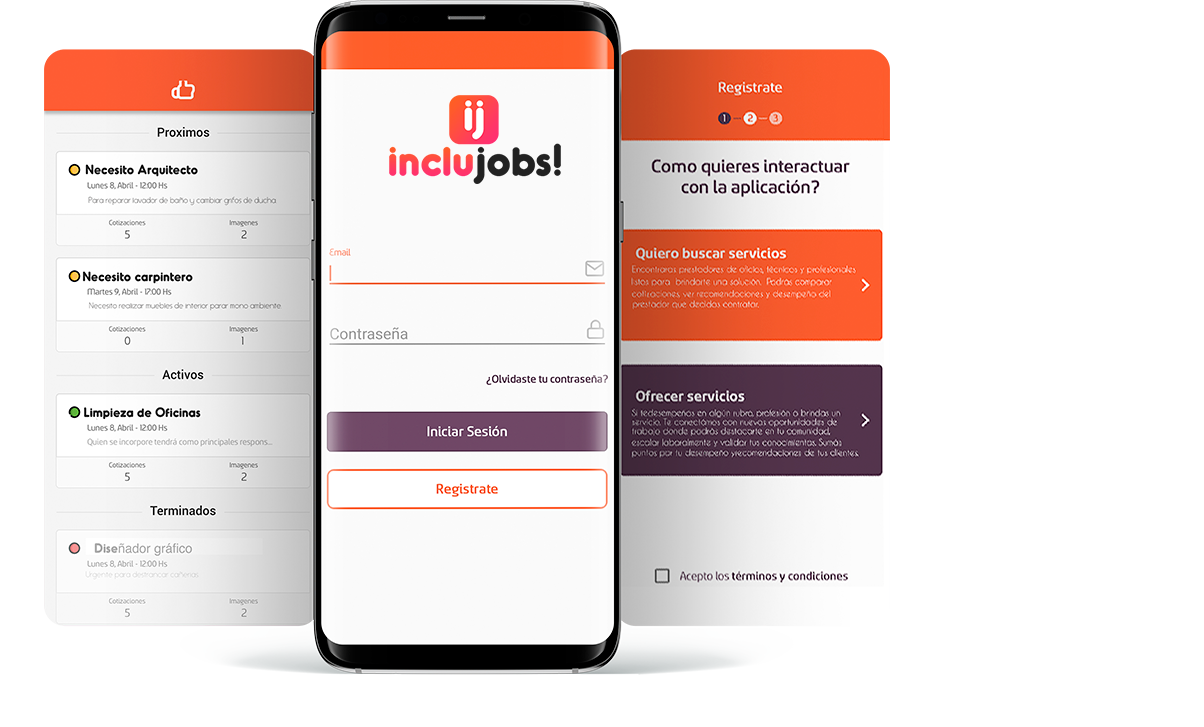 Proximos
Necesito Arquitecto
Lunes 8, Abril - 12:00 Hs
Para reparar lavador de baño y cambiar grifos de ducha
Cotizaciones
Imagenes
5
2
Necesito carpintero
Martes 9, Abril - 17:00 Hs
Necesito realizar muebles de interior parar mono ambiente
Cotizaciones
Imagenes
0
1
Activos
Limpieza de Oficinas
Lunes 8, Abril - 12:00 Hs
Quien se incorpore tendrá como principales respons...
Cotizaciones
Imagenes
5
2
Terminados
Diseñador gráfico
Lunes 8, Abril - 12:00 Hs
Urgente para destrancar cañerias
Cotizaciones
Imagenes
5
2
ij
inclujobs!
Email
Contraseña
¿Olvidaste tu contraseña?
Iniciar Sesión
Registrate
Registrate
1 2 3
Como quieres interactuar
con la aplicación?
Quiero buscar servicios
Encontraras prestadores de oficios, técnicos y profesionales
listos para brindarte una solución. Podras comparar
cotizaciones, ver recomendaciones y desempeño del
prestador que decidas contratar.
Ofrecer servicios
Si tedesempeñas en algún rubro, profesión o brindas un
servicio. Te conectámos con nuevas oportunidades de
trabajo donde podrás destacarte en tu comunidad,
escalar laboralmente y validar tus conocimientos. Sumás
puntos por tu desempeño yrecomendaciones de tus clientes.
Acepto los términos y condiciones